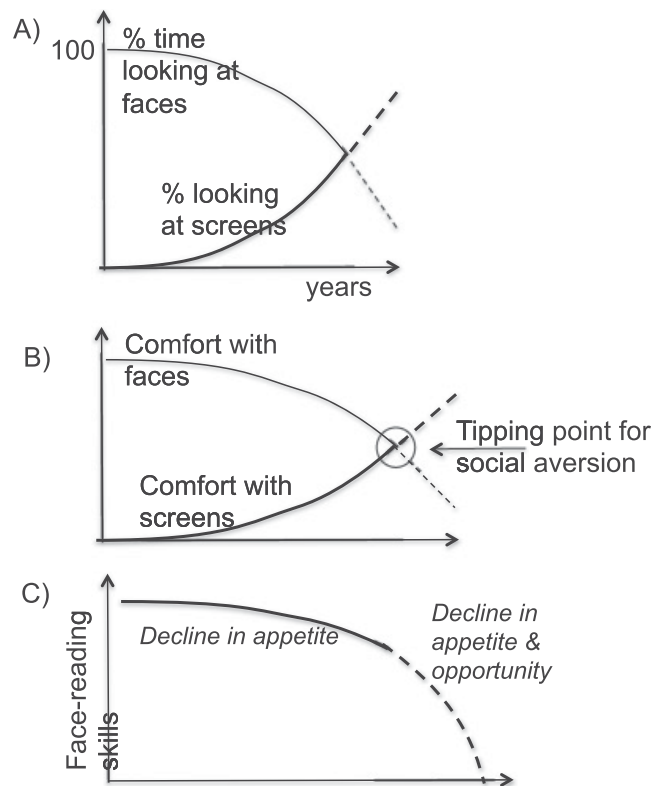 A)
% time
looking at
faces
100
% looking
at screens
years
B)
Comfort with
faces
Comfort with
screens
Tipping point for
social aversion
C)
Face-reading
skills
Decline in appetite
Decline in
appetite &
opportunity